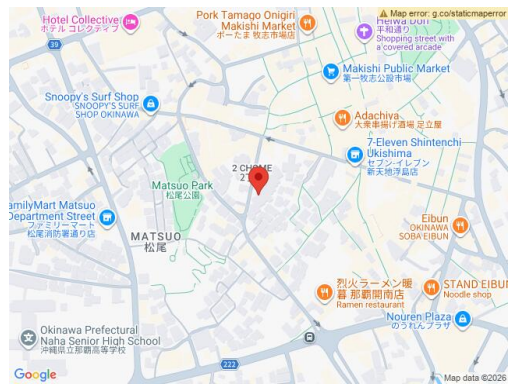 Map error: g.co/staticmaperror
Hotel Collective
ホテル コレクティブ
39
Pork Tamago Onigiri
Makishi Market
ポーたま 牧志市場店
Heiwa Dori
平和通り
Shopping street with
a covered arcade
Makishi Public Market
第一牧志公設市場
Snoopy's Surf Shop
SNOOPY'S SURF
SHOP OKINAWA
Adachiya
大衆串揚げ酒場 足立屋
7-Eleven Shintenchi
Ukishima
セブン-イレブン
新天地浮島店
2 CHOME
Matsuo Park
松尾公園
FamilyMart Matsuo
Department Street
ファミリーマート
松尾消防署通り店
MATSUO
松尾
Eibun
OKINAWA
SOBA EIBUN
烈火ラーメン暖
暮 那覇開南店
Ramen restaurant
STAND EIBUN
Noodle shop
Nouren Plaza
のうれんプラザ
Okinawa Prefectural
Naha Senior High School
沖縄県立那覇高等学校
222
Google
Map data ©2026